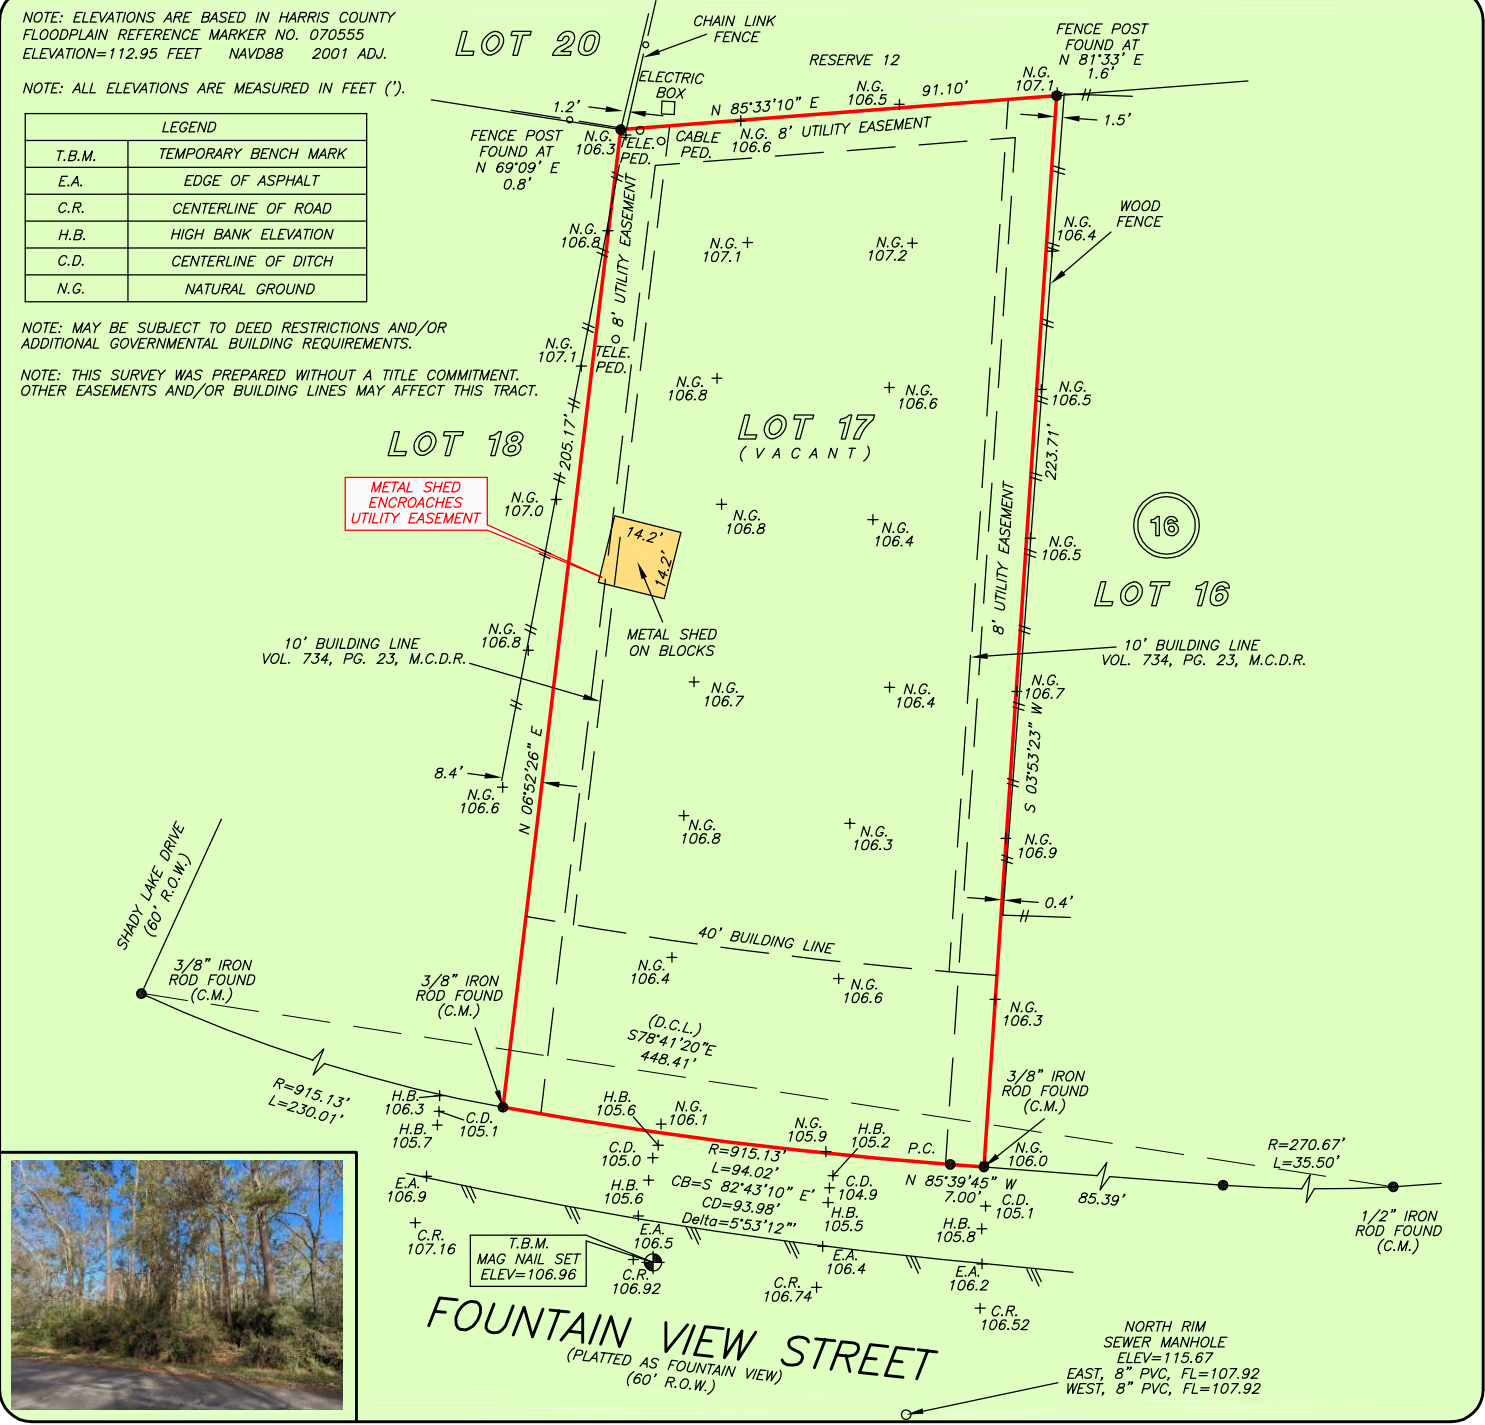 NOTE: ELEVATIONS ARE BASED IN HARRIS COUNTY
FLOODPLAIN REFERENCE MARKER NO. 070555
ELEVATION=112.95 FEET NAVD88 2001 ADJ.
NOTE: ALL ELEVATIONS ARE MEASURED IN FEET (').
LEGEND
T.B.M. TEMPORARY BENCH MARK
E.A. EDGE OF ASPHALT
C.R. CENTERLINE OF ROAD
H.B. HIGH BANK ELEVATION
C.D. CENTERLINE OF DITCH
N.G. NATURAL GROUND
NOTE: MAY BE SUBJECT TO DEED RESTRICTIONS AND/OR
ADDITIONAL GOVERNMENTAL BUILDING REQUIREMENTS.
NOTE: THIS SURVEY WAS PREPARED WITHOUT A TITLE COMMITMENT.
OTHER EASEMENTS AND/OR BUILDING LINES MAY AFFECT THIS TRACT.
LOT 20
CHAIN LINK
FENCE
ELECTRIC
BOX
1.2'
FENCE POST
FOUND AT
N 69°09' E
0.8'
N.G.
106.3
TELE.
PED.
CABLE
PED.
N 85°33'10" E
RESERVE 12
N.G.
106.5
91.10'
N.G.
106.6
8' UTILITY EASEMENT
FENCE POST
FOUND AT
N 81°33' E
1.6'
N.G.
107.1
1.5'
WOOD
FENCE
N.G.
106.4
N.G.
106.8
8' UTILITY EASEMENT
N.G.
107.1
N.G.
107.2
N.G.
107.1
TELE.
PED.
N.G.
106.8
N.G.
106.6
N.G.
106.5
LOT 18
205.17'
LOT 17
(VACANT)
223.71'
METAL SHED
ENCROACHES
UTILITY EASEMENT
N.G.
107.0
14.2'
14.2'
N.G.
106.8
N.G.
106.4
8' UTILITY EASEMENT
N.G.
106.5
16
LOT 16
METAL SHED
ON BLOCKS
N.G.
106.8
10' BUILDING LINE
VOL. 734, PG. 23, M.C.D.R.
10' BUILDING LINE
VOL. 734, PG. 23, M.C.D.R.
N.G.
106.7
N.G.
106.4
N.G.
106.7
8.4'
N.G.
106.6
N 06°52'26" E
S 03°53'23" W
N.G.
106.8
N.G.
106.3
N.G.
106.9
0.4'
SHADY LAKE DRIVE
(60' R.O.W.)
40' BUILDING LINE
3/8" IRON
ROD FOUND
(C.M.)
3/8" IRON
ROD FOUND
(C.M.)
N.G.
106.4
N.G.
106.6
N.G.
106.3
(D.C.L.)
S78°41'20"E
448.41'
3/8" IRON
ROD FOUND
(C.M.)
R=915.13'
L=230.01'
H.B.
106.3
C.D.
105.1
H.B.
105.7
H.B.
105.6
N.G.
106.1
N.G.
105.9
H.B.
105.2
P.C.
N.G.
106.0
C.D.
105.0
R=915.13'
L=94.02'
CB=S 82°43'10" E'
CD=93.98'
Delta=5°53'12"'
C.D.
104.9
N 85°39'45" W
7.00'
C.D.
105.1
85.39'
R=270.67'
L=35.50'
E.A.
106.9
H.B.
105.6
H.B.
105.5
H.B.
105.8
1/2" IRON
ROD FOUND
(C.M.)
C.R.
107.16
T.B.M.
MAG NAIL SET
ELEV=106.96
E.A.
106.5
C.R.
106.92
E.A.
106.4
C.R.
106.74
E.A.
106.2
C.R.
106.52
FOUNTAIN VIEW STREET
(PLATTED AS FOUNTAIN VIEW)
(60' R.O.W.)
NORTH RIM
SEWER MANHOLE
ELEV=115.67
EAST, 8" PVC, FL=107.92
WEST, 8" PVC, FL=107.92